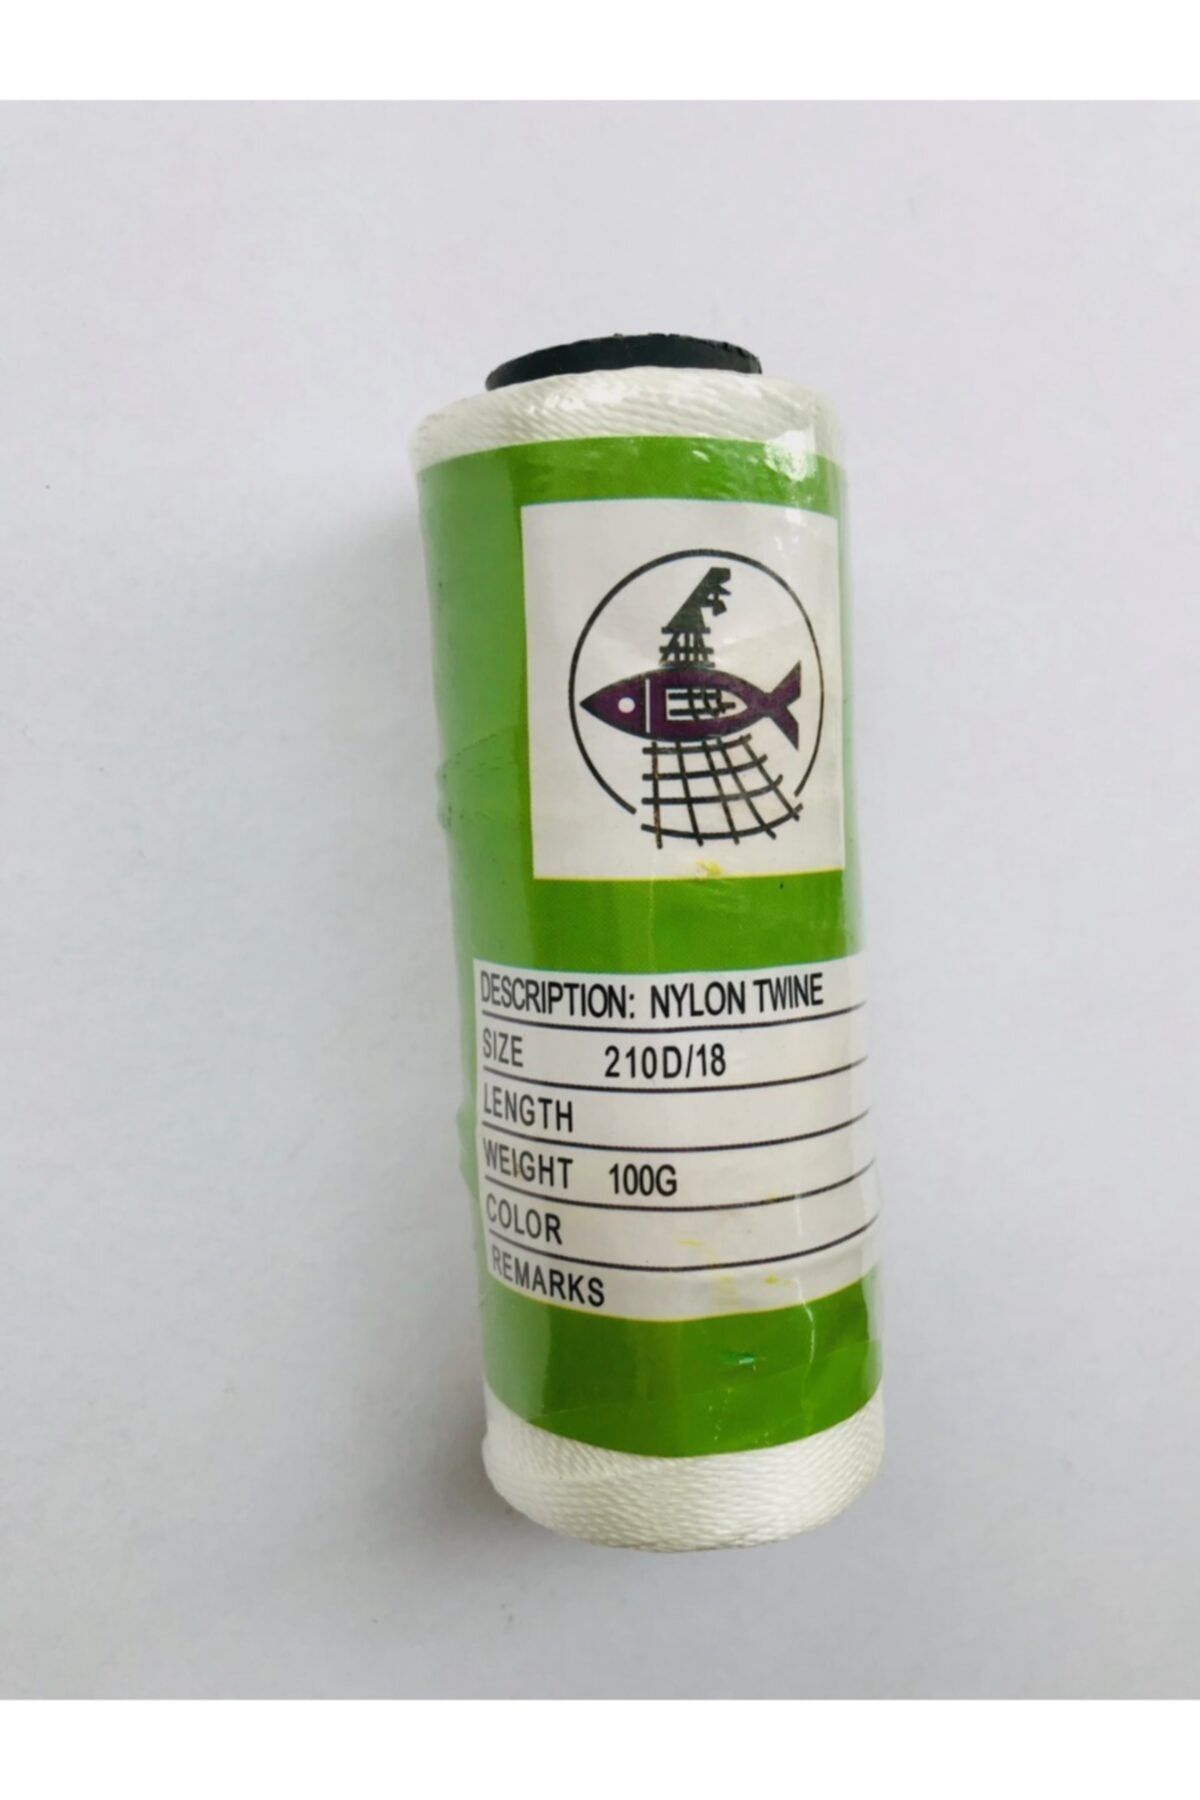 DESCRIPTION: NYLON TWINE
SIZE 210D/18
LENGTH
WEIGHT 100G
COLOR
REMARKS